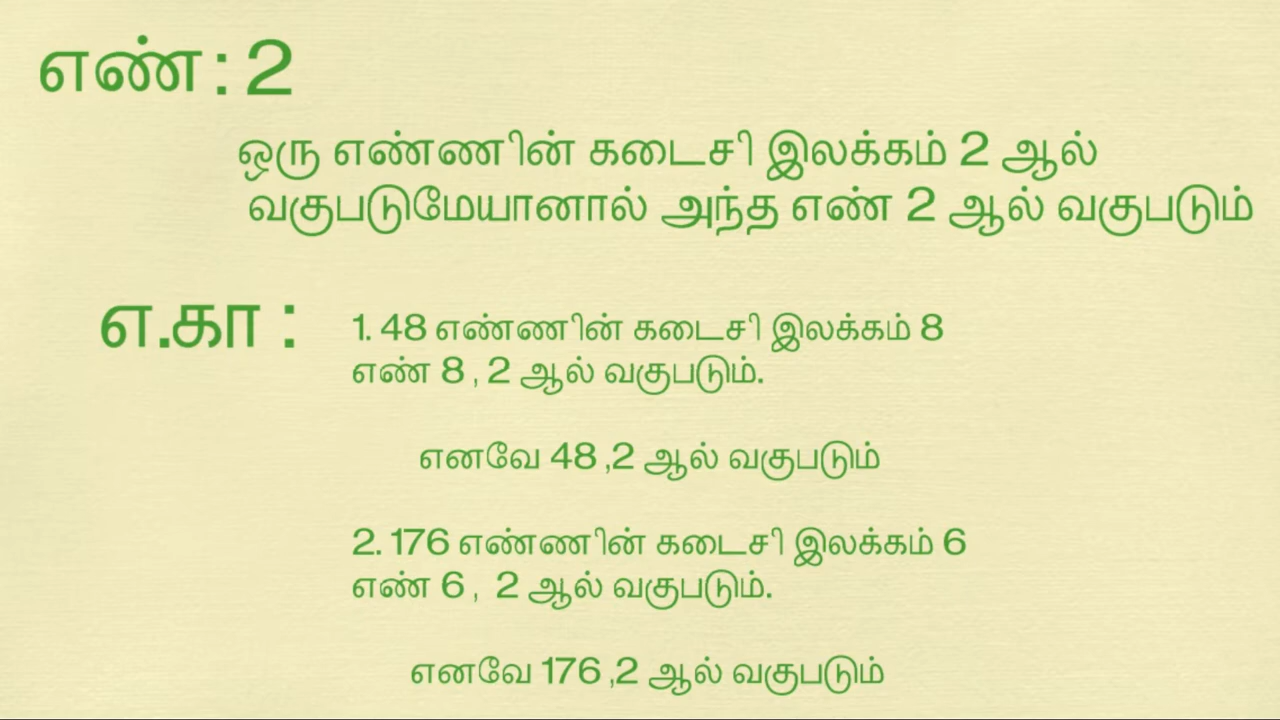 எண் : 2
ஒரு எண்ணின் கடைசி இலக்கம் 2 ஆல்
வகுபடுமேயானால் அந்த எண் 2 ஆல் வகுபடும்
எ.கா :
1. 48 எண்ணின் கடைசி இலக்கம் 8
எண் 8 , 2 ஆல் வகுபடும்.
எனவே 48 ,2 ஆல் வகுபடும்
2. 176 எண்ணின் கடைசி இலக்கம் 6
எண் 6 , 2 ஆல் வகுபடும்.
எனவே 176 ,2 ஆல் வகுபடும்